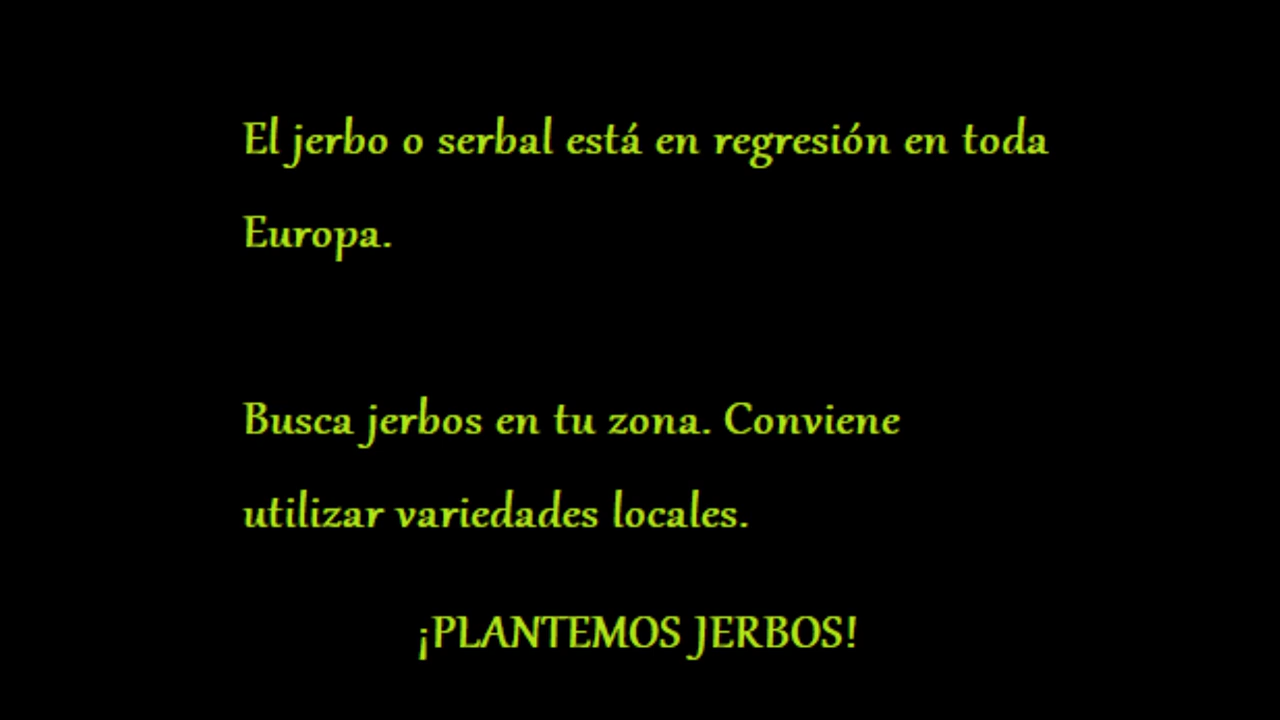 El jerbo o serbal está en regresión en toda
Europa.
Busca jerbos en tu zona. Conviene
utilizar variedades locales.
¡PLANTEMOS JERBOS!